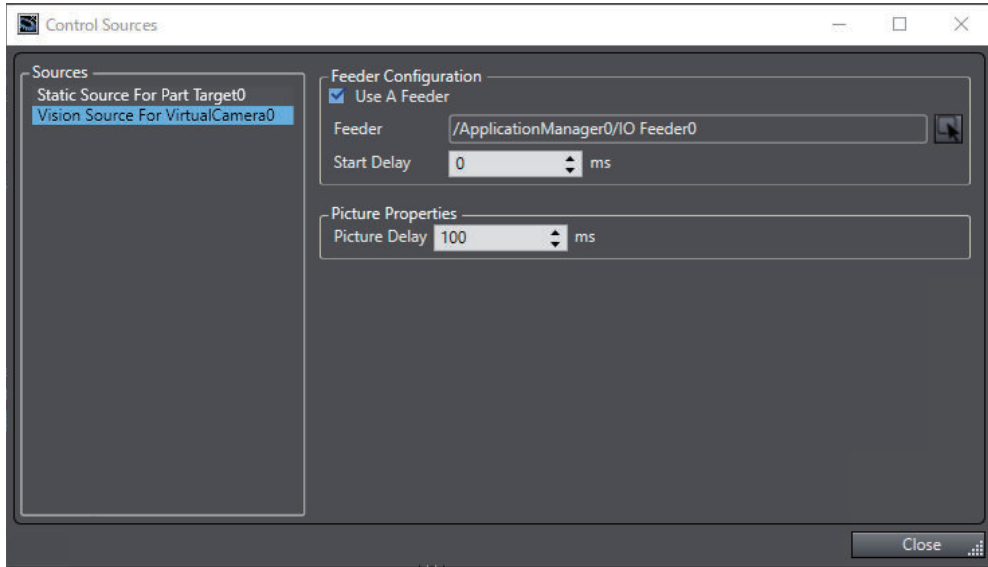 Control Sources
Sources
Static Source For Part Target0
Vision Source For VirtualCamera0
Feeder Configuration
Use A Feeder
Feeder /ApplicationManager0/IO Feeder0
Start Delay 0 ms
Picture Properties
Picture Delay 100 ms
Close